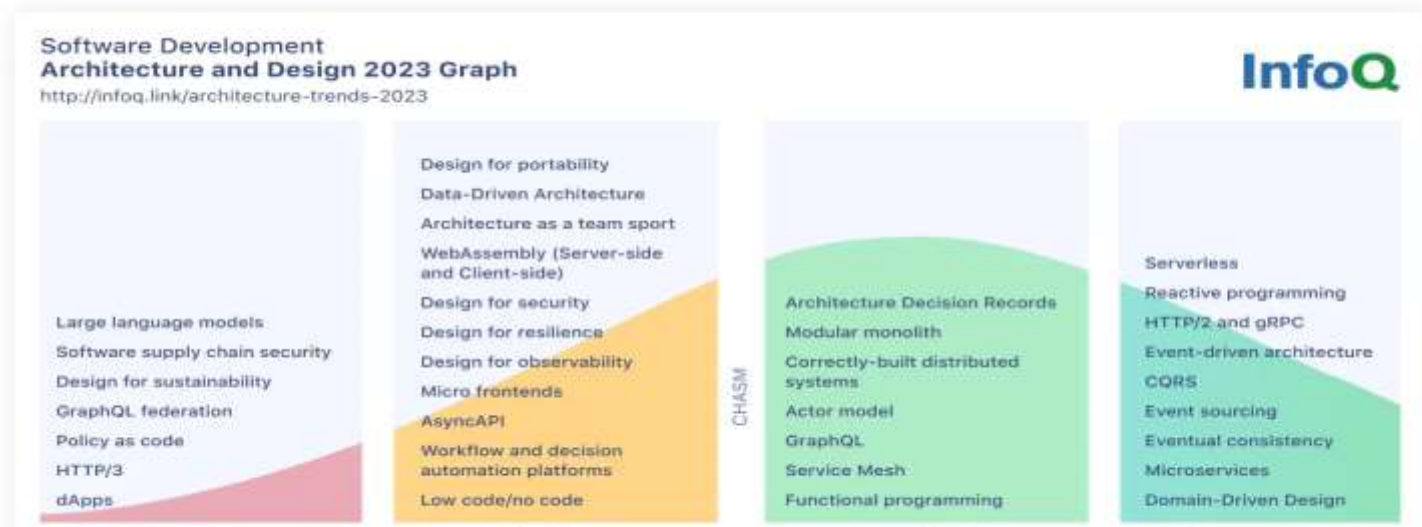 Software Development
Architecture and Design 2023 Graph
http://infoq.link/architecture-trends-2023
InfoQ
Large language models
Software supply chain security
Design for sustainability
GraphQL federation
Policy as code
HTTP/3
dApps
Design for portability
Data-Driven Architecture
Architecture as a team sport
WebAssembly (Server-side
and Client-side)
Design for security
Design for resilience
Design for observability
Micro frontends
AsyncAPI
Workflow and decision
automation platforms
Low code/no code
CHASM
Architecture Decision Records
Modular monolith
Correctly-built distributed
systems
Actor model
GraphQL
Service Mesh
Functional programming
Serverless
Reactive programming
HTTP/2 and gRPC
Event-driven architecture
CQRS
Event sourcing
Eventual consistency
Microservices
Domain-Driven Design